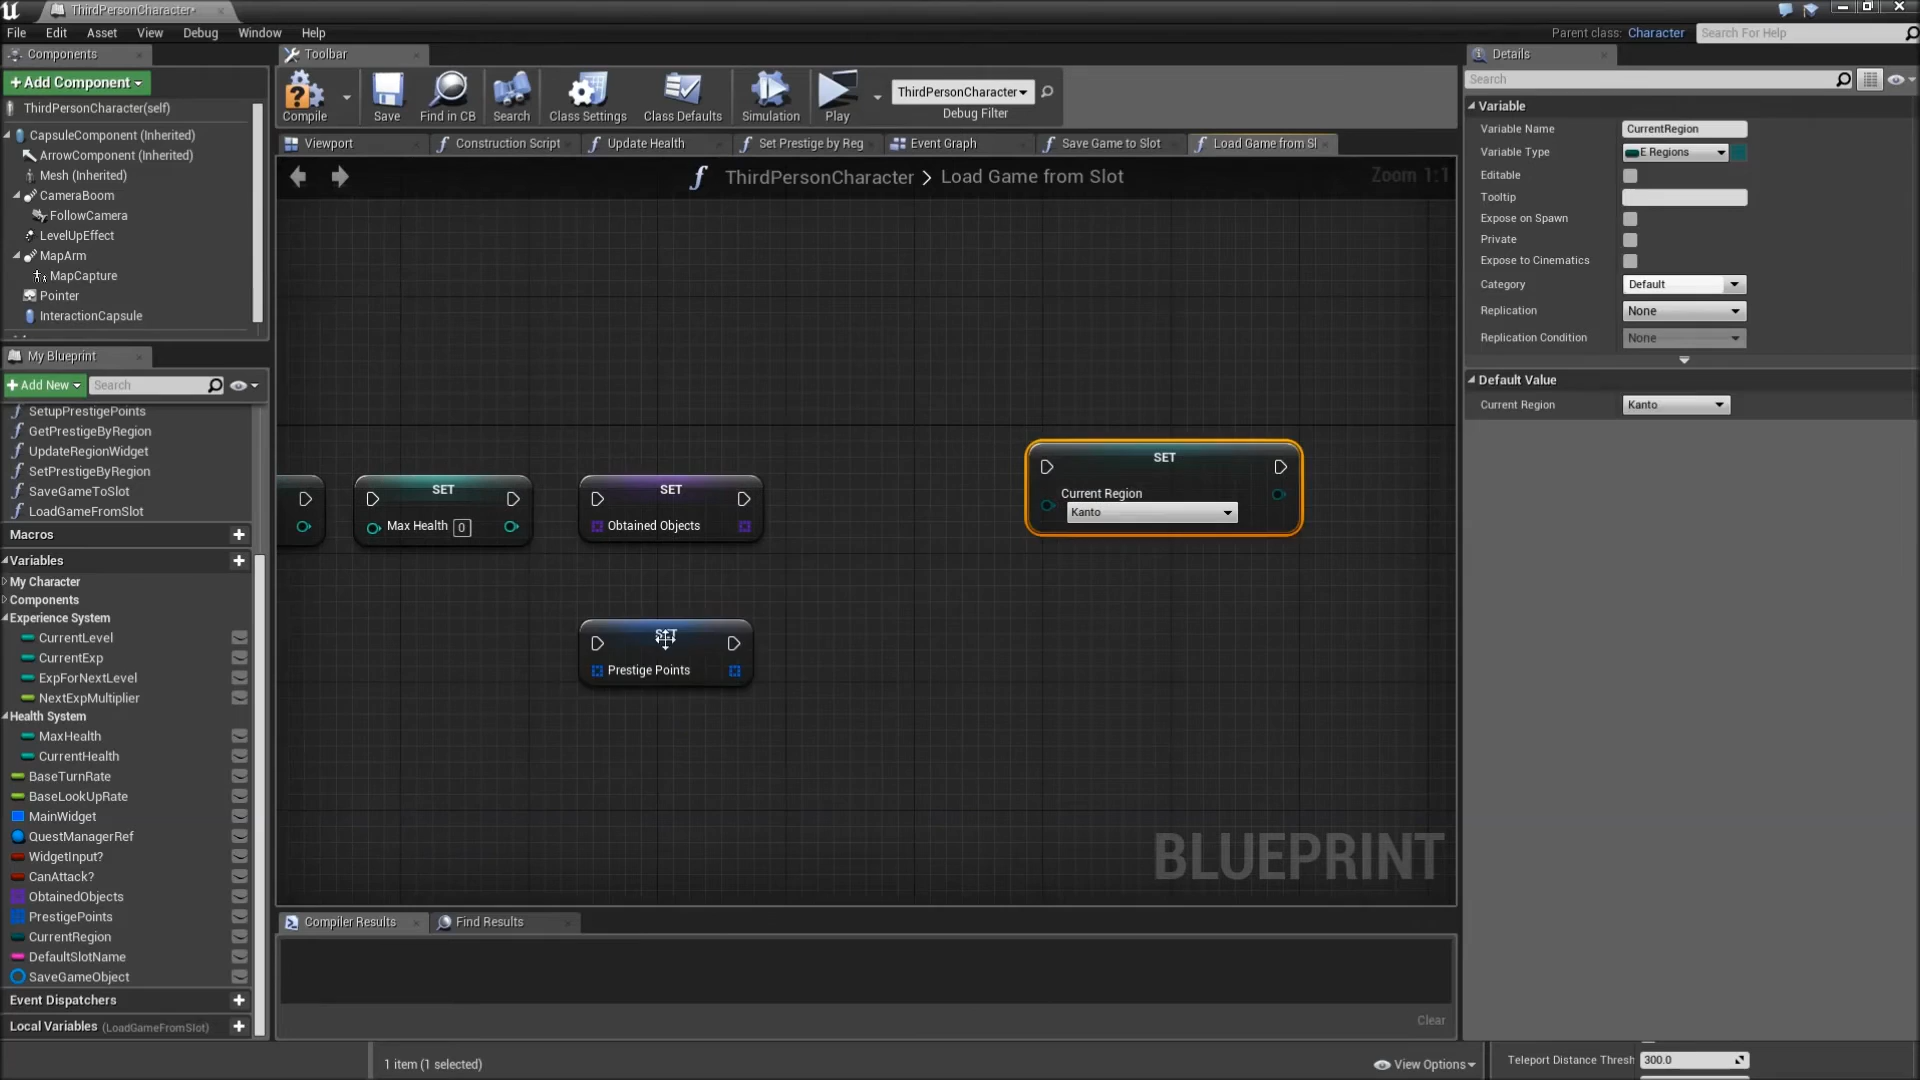 ThirdPersonCharacter*
File Edit Asset View Debug Window Help
Parent class: Character
Search For Help
Components
+ Add Component
ThirdPersonCharacter(self)
CapsuleComponent (Inherited)
ArrowComponent (Inherited)
Mesh (Inherited)
CameraBoom
FollowCamera
LevelUpEffect
MapArm
MapCapture
Pointer
InteractionCapsule
My Blueprint
+ Add New
Search
SetupPrestigePoints
GetPrestigeByRegion
UpdateRegionWidget
SetPrestigeByRegion
SaveGameToSlot
LoadGameFromSlot
Macros
Variables
My Character
Components
Experience System
CurrentLevel
CurrentExp
ExpForNextLevel
NextExpMultiplier
Health System
MaxHealth
CurrentHealth
BaseTurnRate
BaseLookUpRate
MainWidget
QuestManagerRef
WidgetInput?
CanAttack?
ObtainedObjects
PrestigePoints
CurrentRegion
DefaultSlotName
SaveGameObject
Event Dispatchers
Local Variables (LoadGameFromSlot)
Toolbar
Compile
Save
Find in CB
Search
Class Settings
Class Defaults
Simulation
Play
ThirdPersonCharacter
Debug Filter
Viewport
Construction Script
Update Health
Set Prestige by Reg
Event Graph
Save Game to Slot
Load Game from Sl
ThirdPersonCharacter > Load Game from Slot
Zoom 1:1
SET
Max Health 0
SET
Obtained Objects
SET
Current Region
Kanto
SET
Prestige Points
BLUEPRINT
Compiler Results
Find Results
Clear
1 item (1 selected)
View Options
Details
Search
Variable
Variable Name CurrentRegion
Variable Type E Regions
Editable
Tooltip
Expose on Spawn
Private
Expose to Cinematics
Category Default
Replication None
Replication Condition None
Default Value
Current Region Kanto
Teleport Distance Thresh 300.0